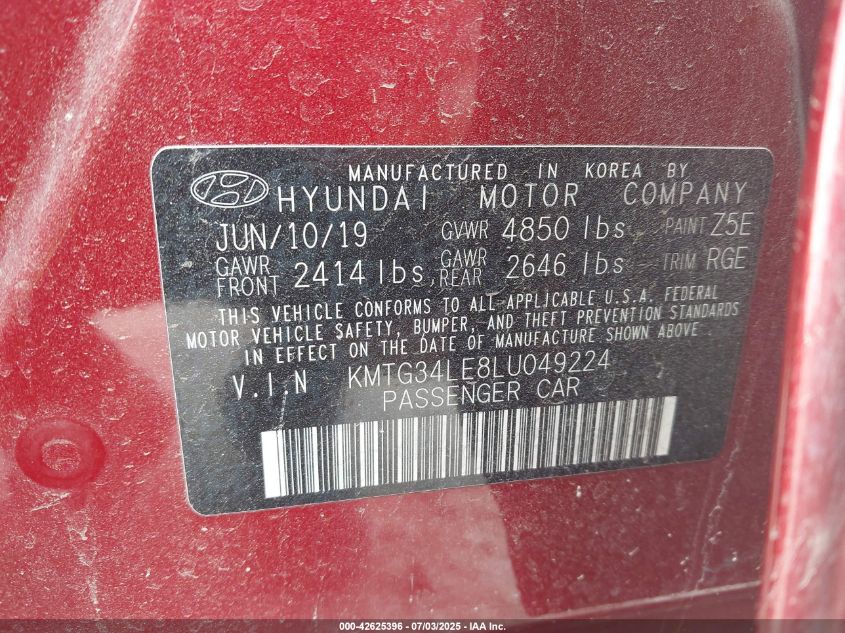 MANUFACTURED IN KOREA BY
HYUNDAI MOTOR COMPANY
JUN/10/19 GVWR 4850 lbs PAINT Z5E
GAWR FRONT 2414 lbs, GAWR REAR 2646 lbs TRIM RGE
THIS VEHICLE CONFORMS TO ALL APPLICABLE U.S.A. FEDERAL
MOTOR VEHICLE SAFETY, BUMPER, AND THEFT PREVENTION STANDARDS
IN EFFECT ON THE DATE OF MANUFACTURE SHOWN ABOVE
V.I.N KMTG34LE8LU049224
PASSENGER CAR
000-42625396 - 07/03/2025 - IAA Inc.